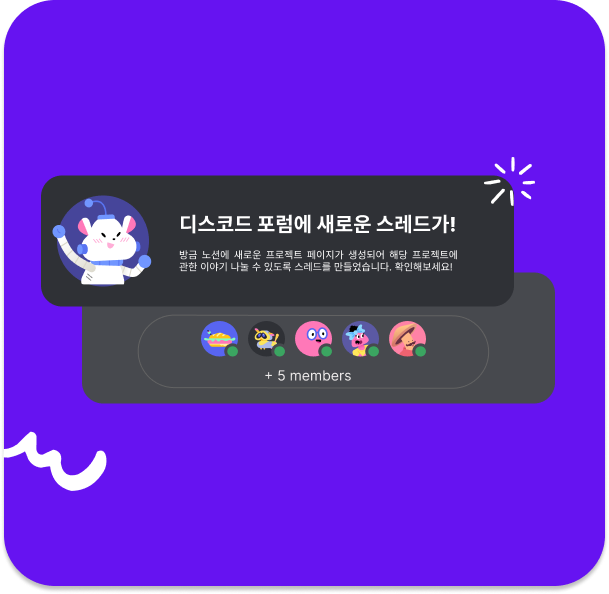 디스코드 포럼에 새로운 스레드가!
방금 노션에 새로운 프로젝트 페이지가 생성되어 해당 프로젝트에
관한 이야기 나눌 수 있도록 스레드를 만들었습니다. 확인해보세요!
+ 5 members